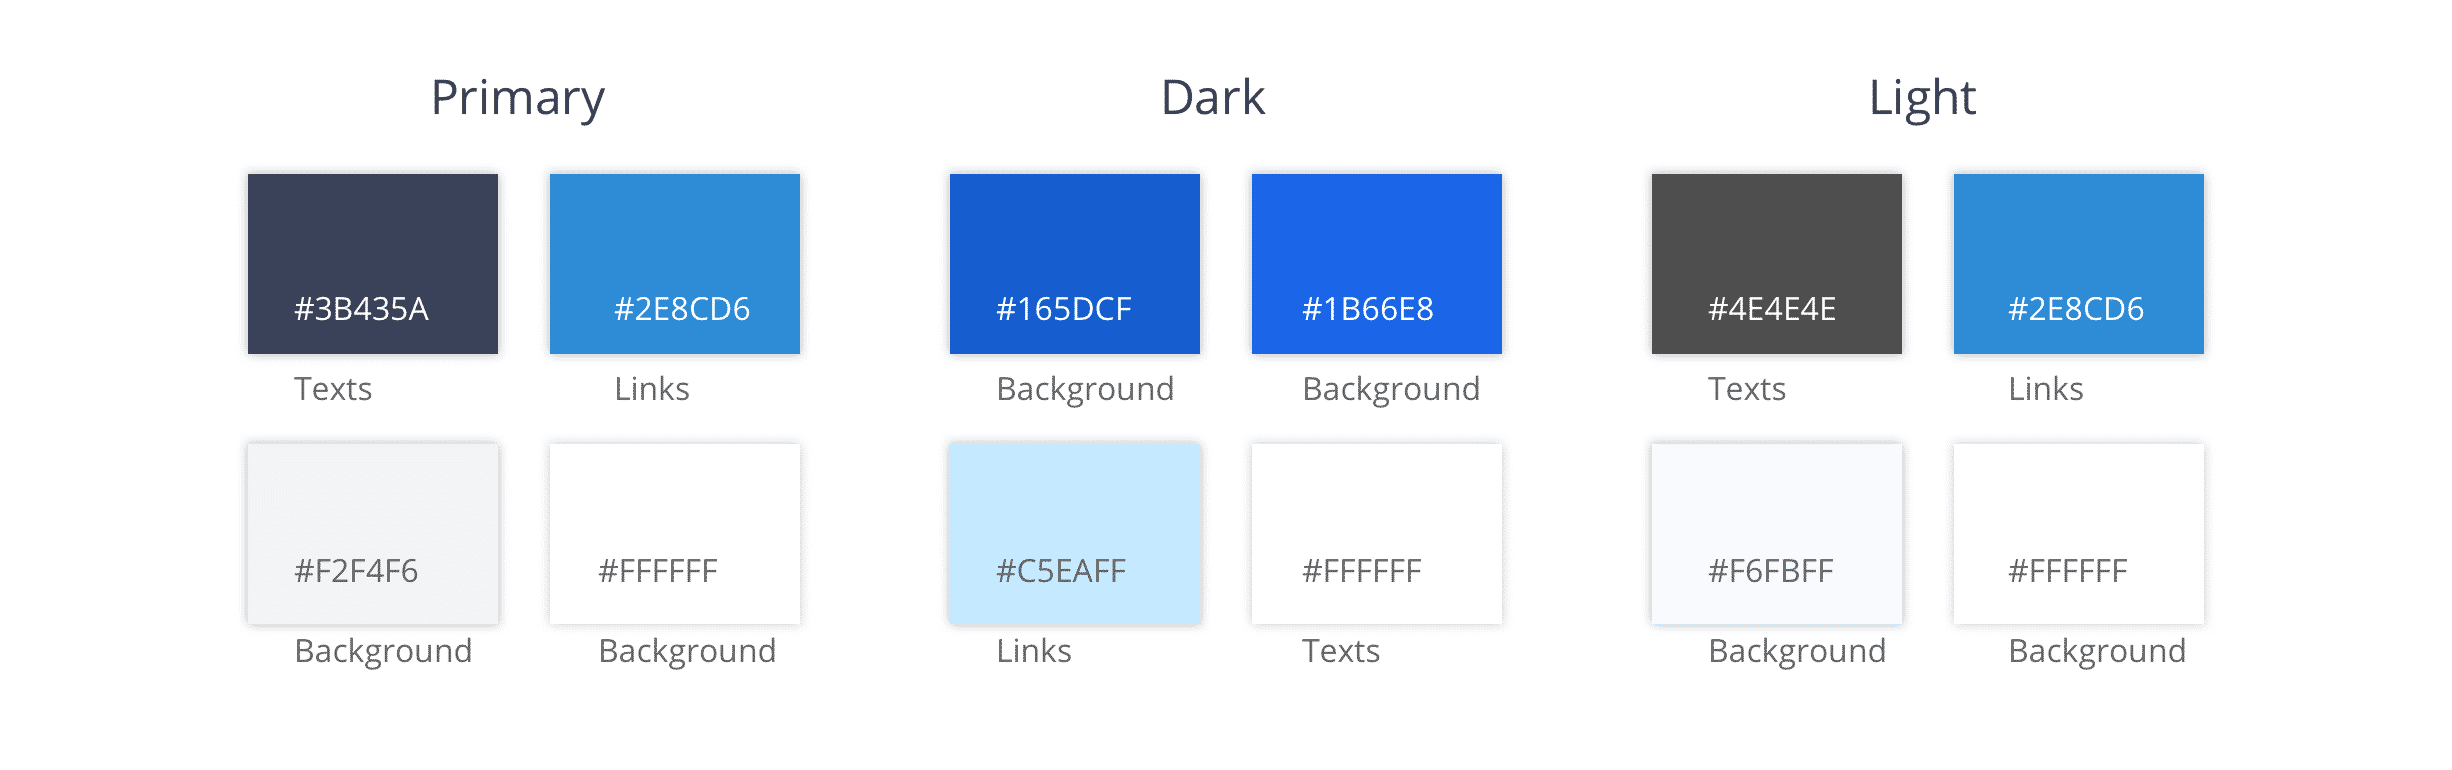 Primary
#3B435A
Texts
#2E8CD6
Links
#F2F4F6
Background
#FFFFFF
Background
Dark
#165DCF
Background
#1B66E8
Background
#C5EAFF
Links
#FFFFFF
Texts
Light
#4E4E4E
Texts
#2E8CD6
Links
#F6FBFF
Background
#FFFFFF
Background